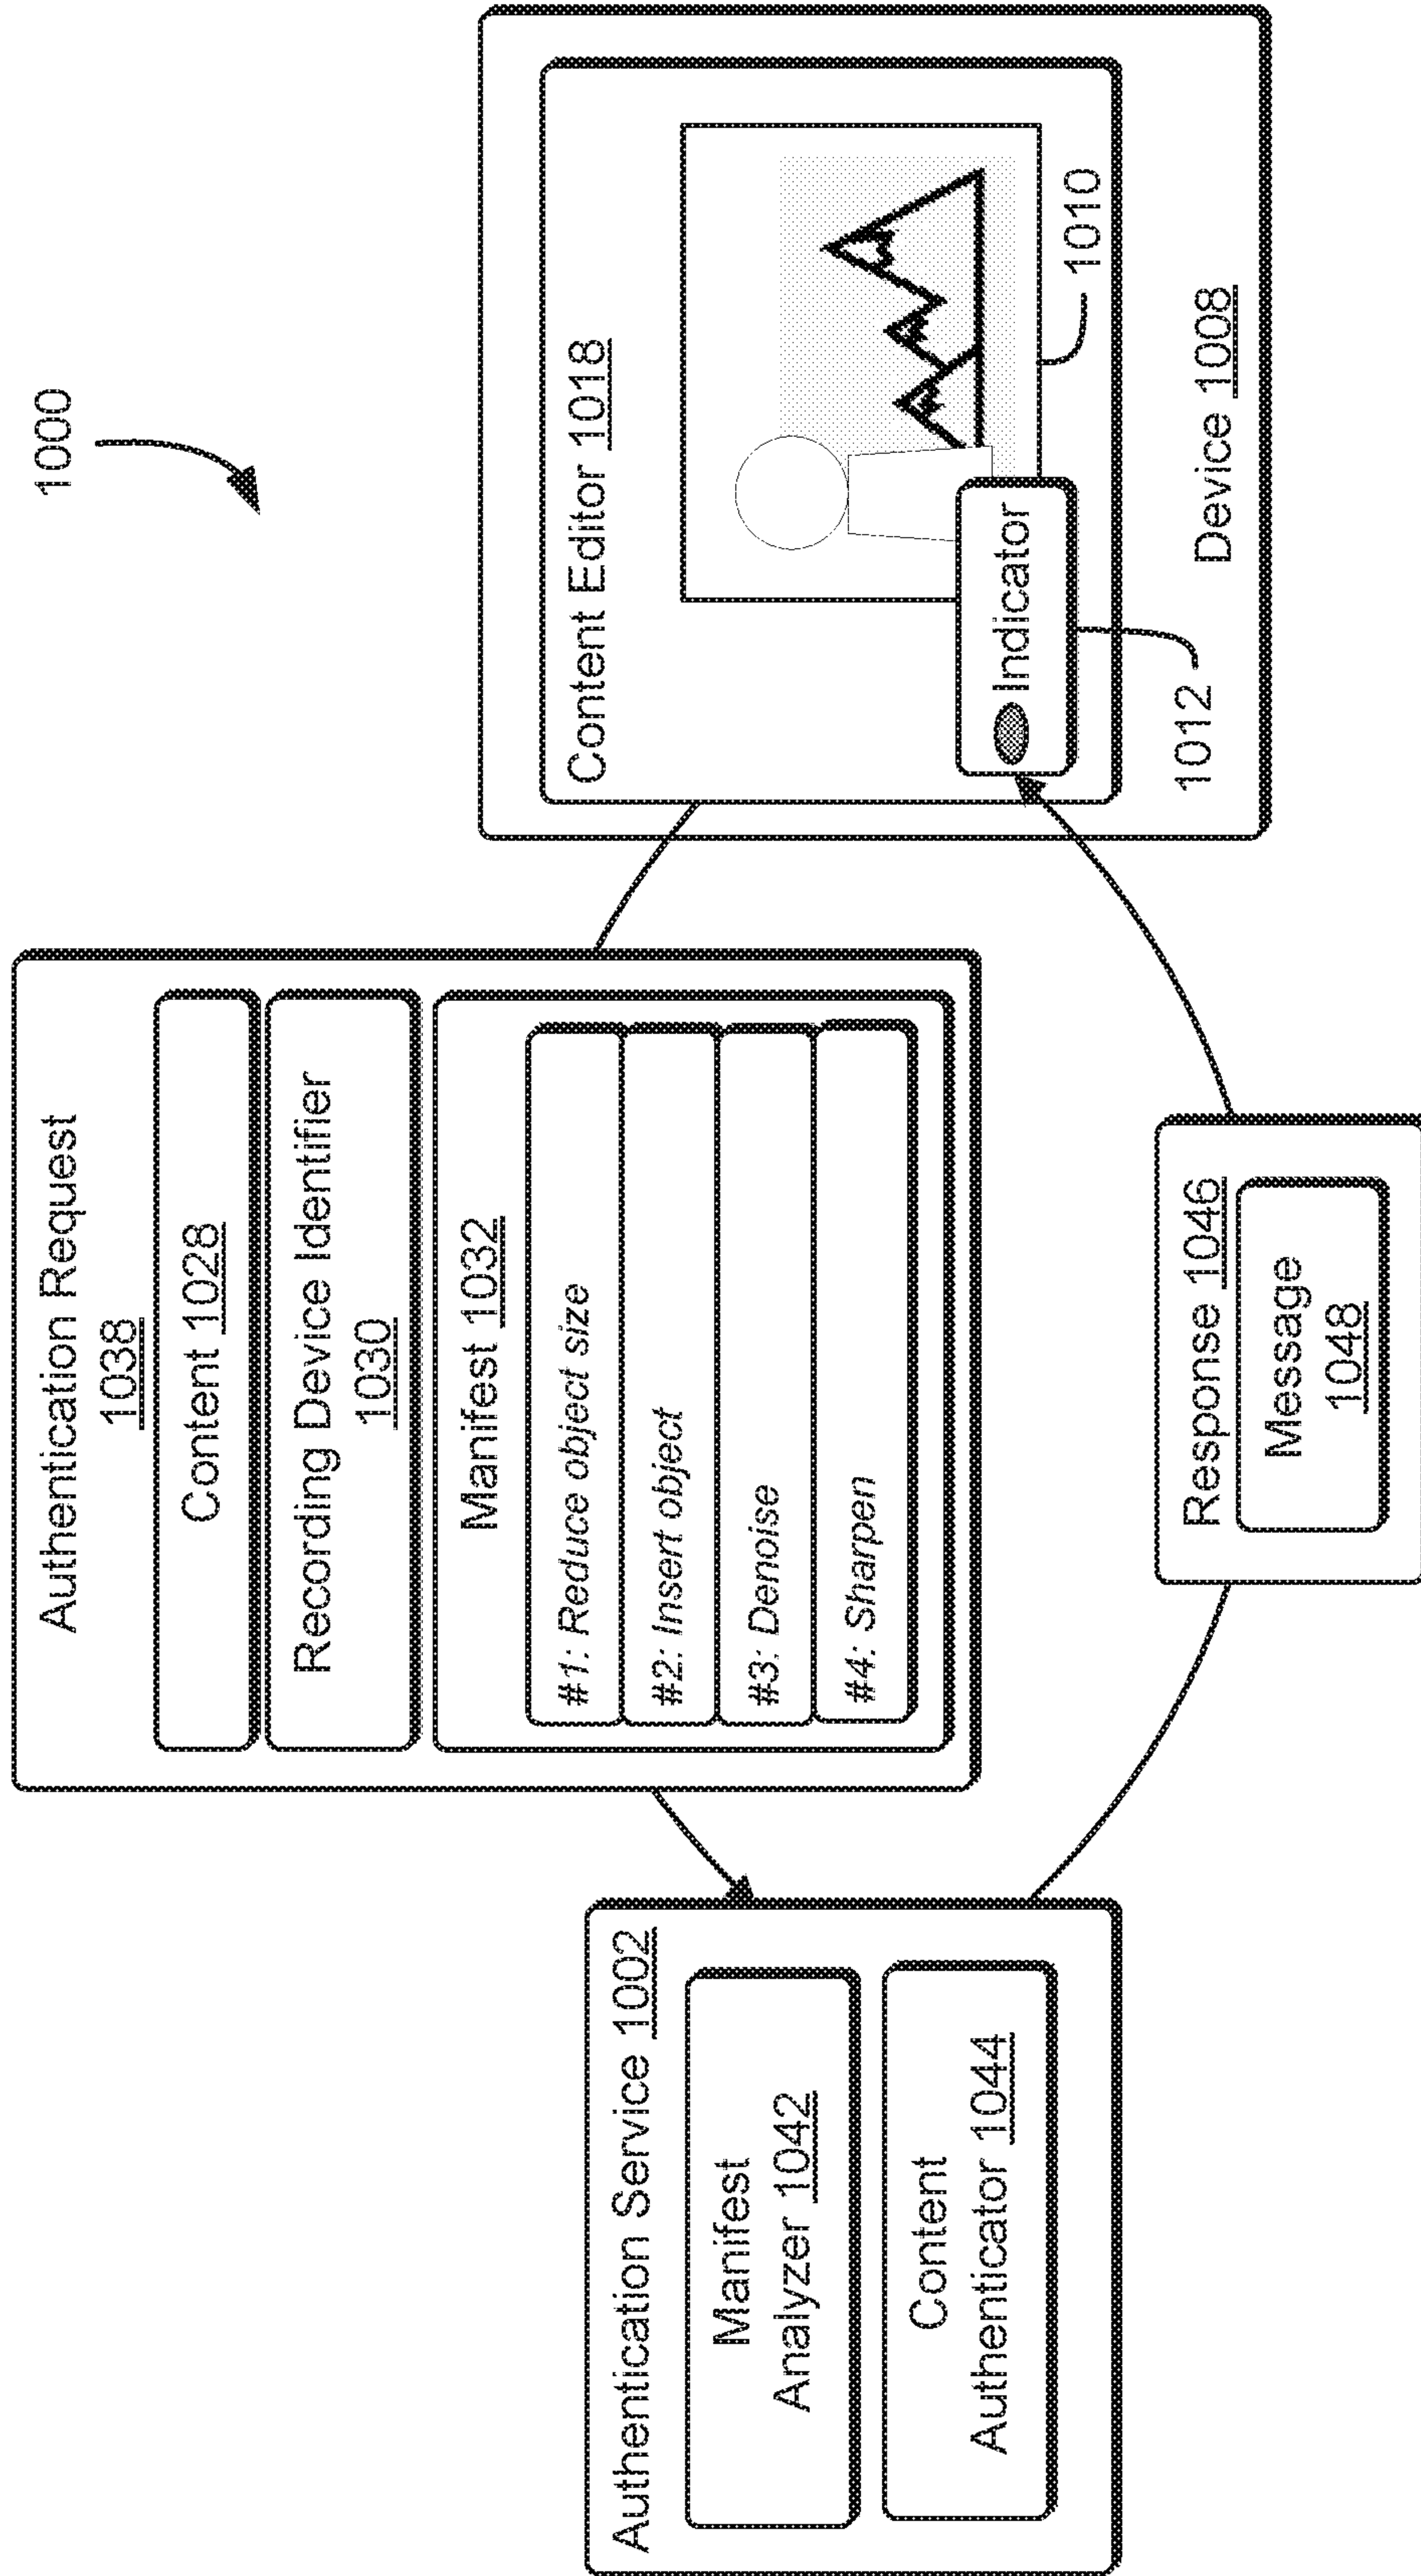 1000
Authentication Request
1038
Content 1028
Recording Device Identifier
1030
Manifest 1032
#1: Reduce object size
#2: Insert object
#3: Denoise
#4: Sharpen
Authentication Service 1002
Manifest
Analyzer 1042
Content
Authenticator 1044
Content Editor 1018
Indicator
1010
1012
Device 1008
Response 1046
Message
1048